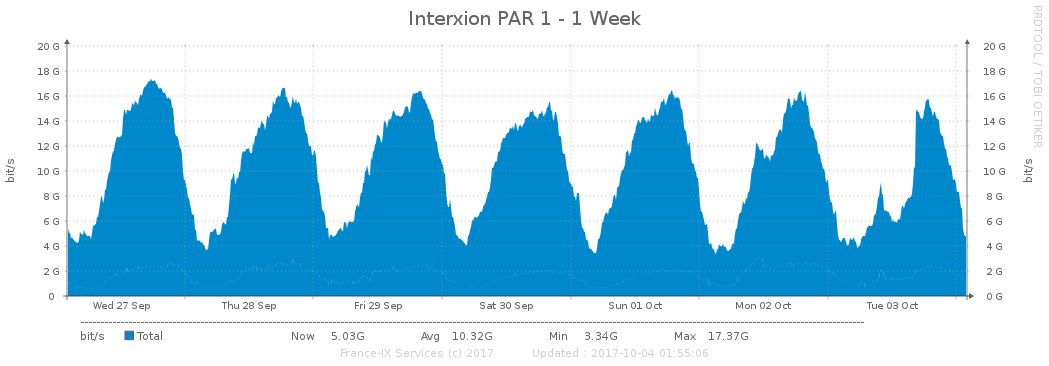 Interxion PAR 1 - 1 Week
RRDTOOL / TOBI OETIKER
20 G 20 G
18 G 18 G
16 G 16 G
14 G 14 G
12 G 12 G
10 G 10 G
8 G 8 G
6 G 6 G
4 G 4 G
2 G 2 G
0 0 G
bit/s
bit/s
Wed 27 Sep Thu 28 Sep Fri 29 Sep Sat 30 Sep Sun 01 Oct Mon 02 Oct Tue 03 Oct
bit/s Total Now 5.03G Avg 10.32G Min 3.34G Max 17.37G
France-IX Services (c) 2017 Updated : 2017-10-04 01:55:06